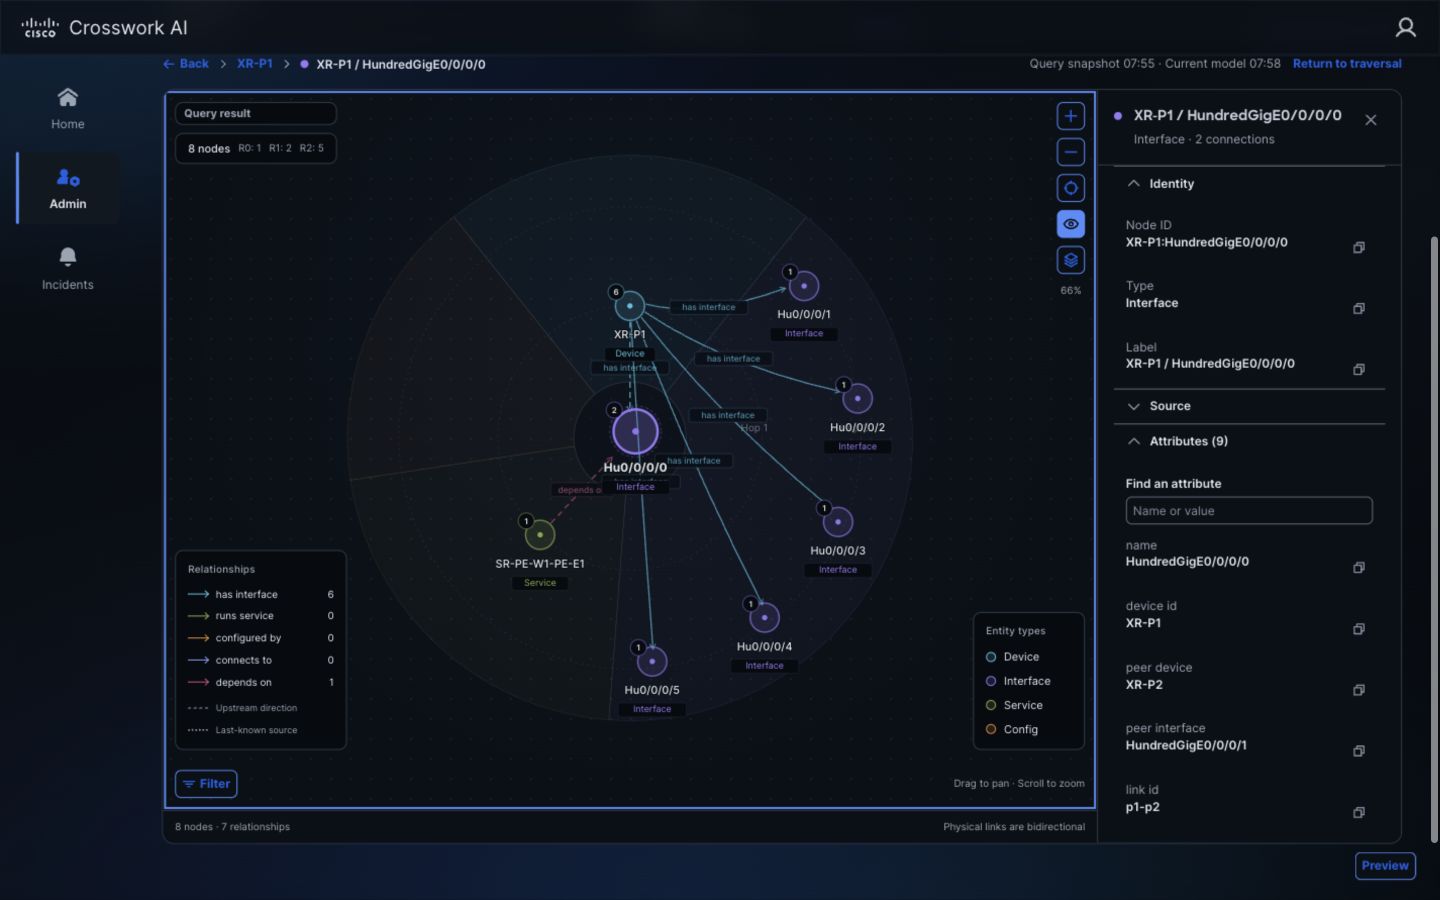 CISCO
Crosswork AI
← Back > XR-P1 > XR-P1 / HundredGigE0/0/0/0
Query snapshot 07:55 · Current model 07:58 Return to traversal
Home
Admin
Incidents
Query result
8 nodes R0: 1 R1: 2 R2: 5
66%
6
XR-P1
Device
has interface
has interface
1
Hu0/0/0/1
Interface
has interface
1
Hu0/0/0/2
Interface
has interface
Hop 1
2
Hu0/0/0/0
Interface
has interface
depends o
1
SR-PE-W1-PE-E1
Service
1
Hu0/0/0/3
Interface
1
Hu0/0/0/4
Interface
1
Hu0/0/0/5
Interface
Relationships
has interface 6
runs service 0
configured by 0
connects to 0
depends on 1
Upstream direction
Last-known source
Entity types
Device
Interface
Service
Config
Filter
Drag to pan · Scroll to zoom
8 nodes · 7 relationships
Physical links are bidirectional
XR-P1 / HundredGigE0/0/0/0
Interface · 2 connections
Identity
Node ID
XR-P1:HundredGigE0/0/0/0
Type
Interface
Label
XR-P1 / HundredGigE0/0/0/0
Source
Attributes (9)
Find an attribute
Name or value
name
HundredGigE0/0/0/0
device id
XR-P1
peer device
XR-P2
peer interface
HundredGigE0/0/0/1
link id
p1-p2
Preview